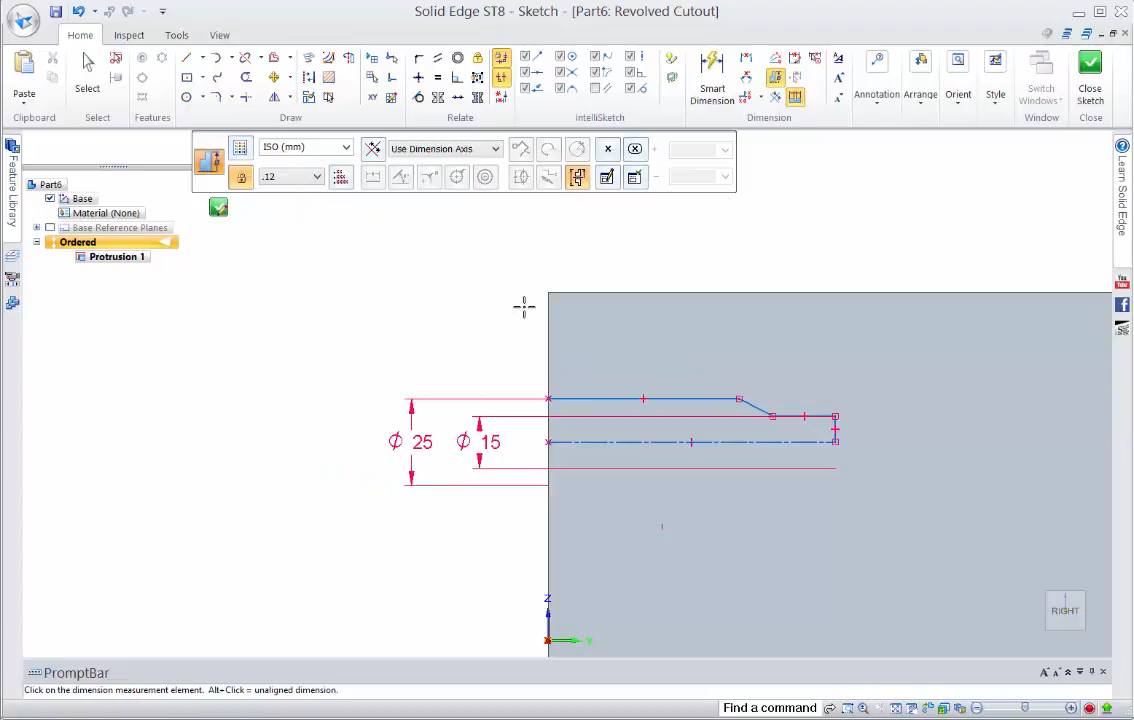 Solid Edge ST8 - Sketch - [Part6: Revolved Cutout]
Home Inspect Tools View
Paste
Select
Smart Dimension
Annotation
Arrange
Orient
Style
Switch Windows
Close Sketch
Clipboard Select Features Draw Relate IntelliSketch Dimension Window Close
ISO (mm)
Use Dimension Axis
.12
Feature Library
Part6
Base
Material (None)
Base Reference Planes
Ordered
Protrusion 1
Learn Solid Edge
You Tube
Ø 25
Ø 15
Z
Y
RIGHT
PromptBar
Click on the dimension measurement element. Alt+Click = unaligned dimension.
Find a command